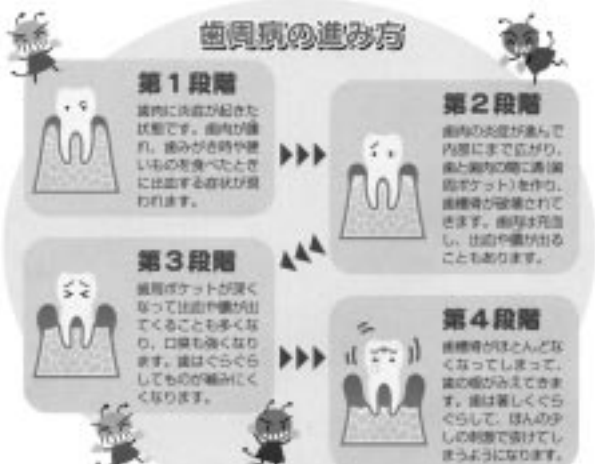 歯周病の進み方
第1段階
歯肉に炎症が起きた
状態です。歯肉が腫
れ、歯みがき時や硬
いものを食べたとき
に出血する症状が現
われます。
第2段階
歯肉の炎症が進んで
内部にまで広がり、
歯と歯肉の間に溝(歯
周ポケット)を作り、
歯槽骨が破壊されて
きます。歯肉は充血
し、出血や膿が出る
こともあります。
第3段階
歯周ポケットが深く
なって出血や膿が出
てくることも多くな
り、口臭も強くなり
ます。歯はぐらぐら
してものが噛みにく
くなります。
第4段階
歯槽骨がほとんどな
くなってしまって、
歯の根がみえてきま
す。歯は著しくぐら
ぐらして、ほんの少
しの刺激で抜けてし
まうようになります。